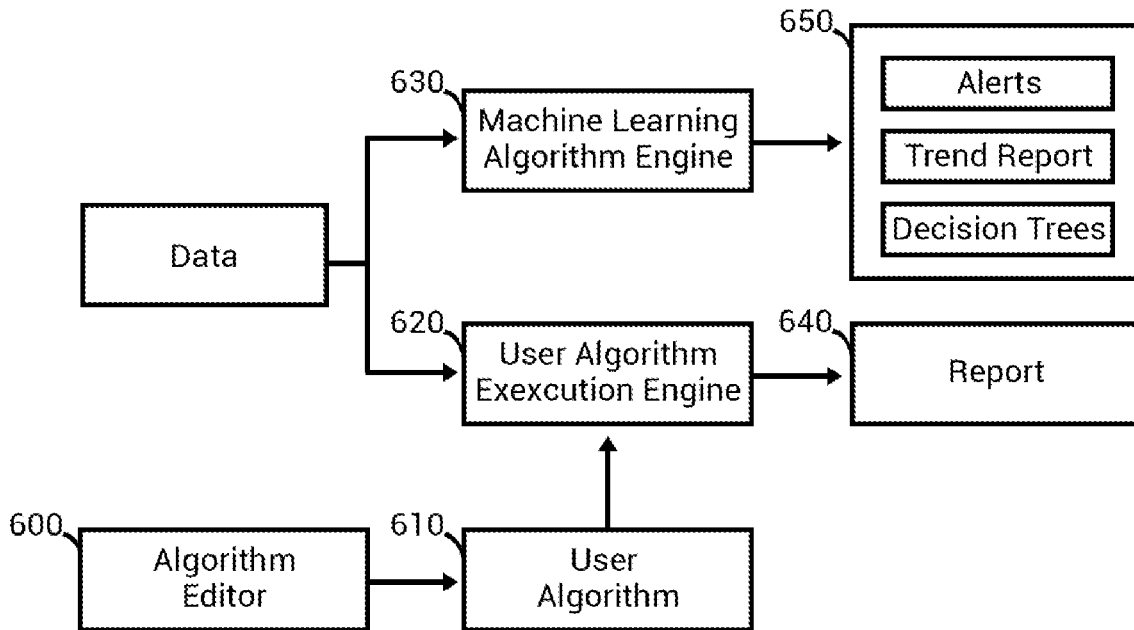 650
Alerts
630
Machine Learning
Algorithm Engine
Trend Report
Decision Trees
Data
620
User Algorithm
Exexcution Engine
640
Report
600
Algorithm
Editor
610
User
Algorithm